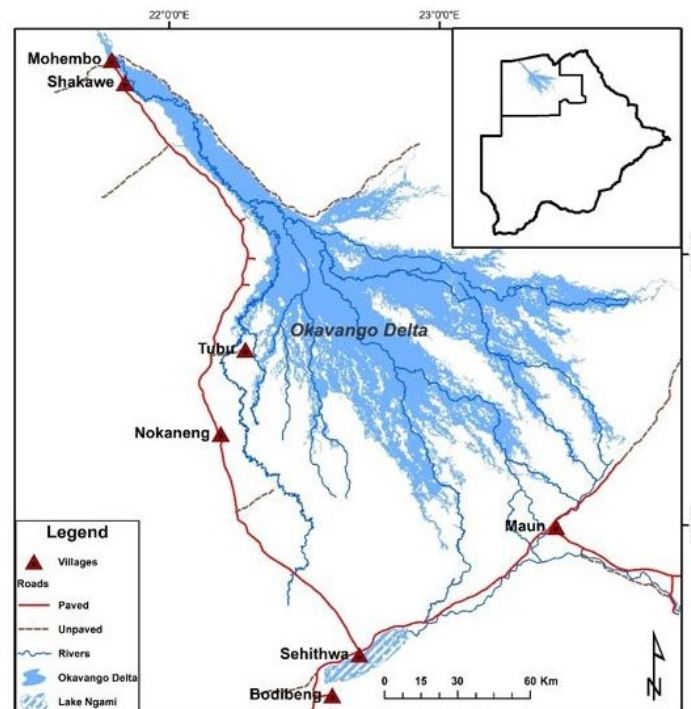 22°0'0"E 23°0'0"E
Mohembo
Shakawe
Okavango Delta
Tubu
Nokaneng
Maun
Legend
Villages
Roads
Paved
Unpaved
Rivers
Okavango Delta
Lake Ngami
Sehithwa
Bodibeng
0 15 30 60 Km
N